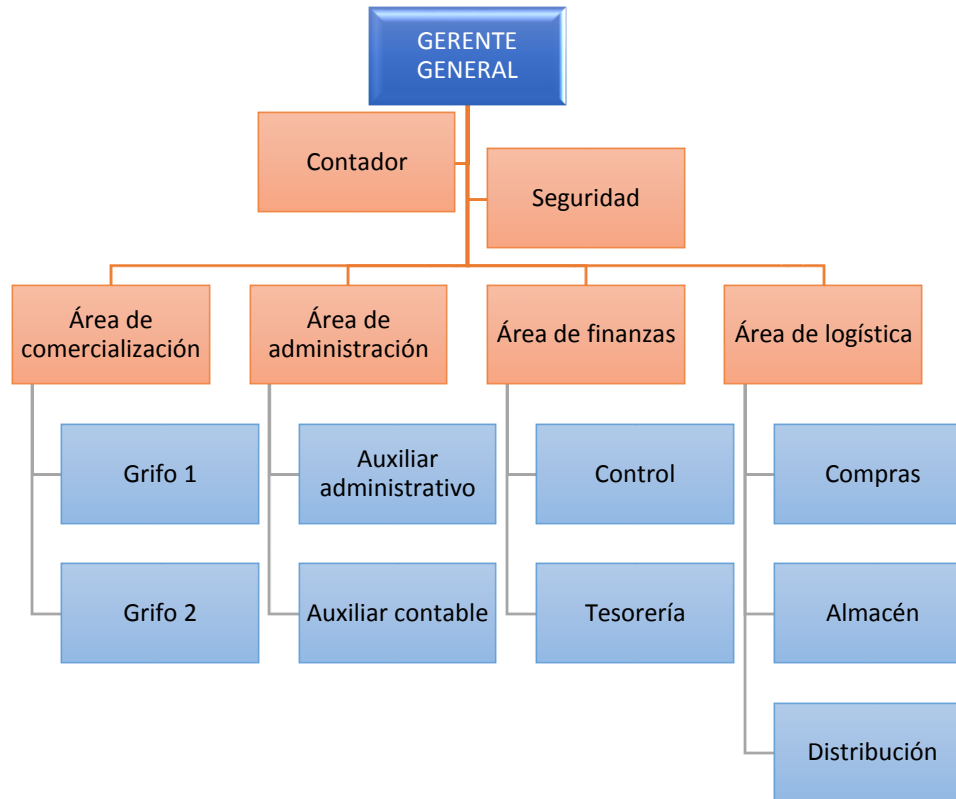 GERENTE
GENERAL
Contador
Seguridad
Área de
comercialización
Área de
administración
Área de finanzas
Área de logística
Grifo 1
Auxiliar
administrativo
Control
Compras
Grifo 2
Auxiliar contable
Tesorería
Almacén
Distribución